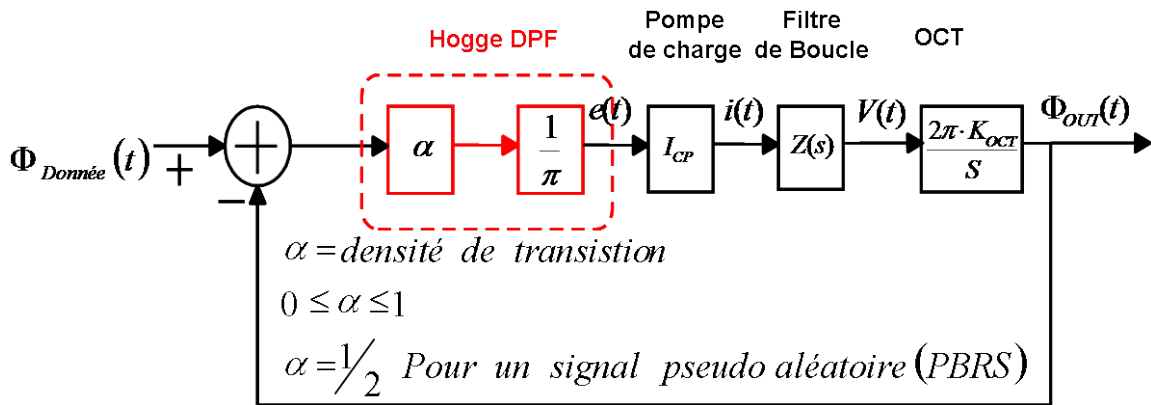 Hogge DPF
Pompe de charge
Filtre de Boucle
OCT
Φ_Donnée (t)
+
−
+
α
1/π
e(t)
I_CP
i(t)
Z(s)
V(t)
2π·K_OCT/S
Φ_OUT(t)
α = densité de transistion
0 ≤ α ≤ 1
α = 1/2 Pour un signal pseudo aléatoire (PBRS)